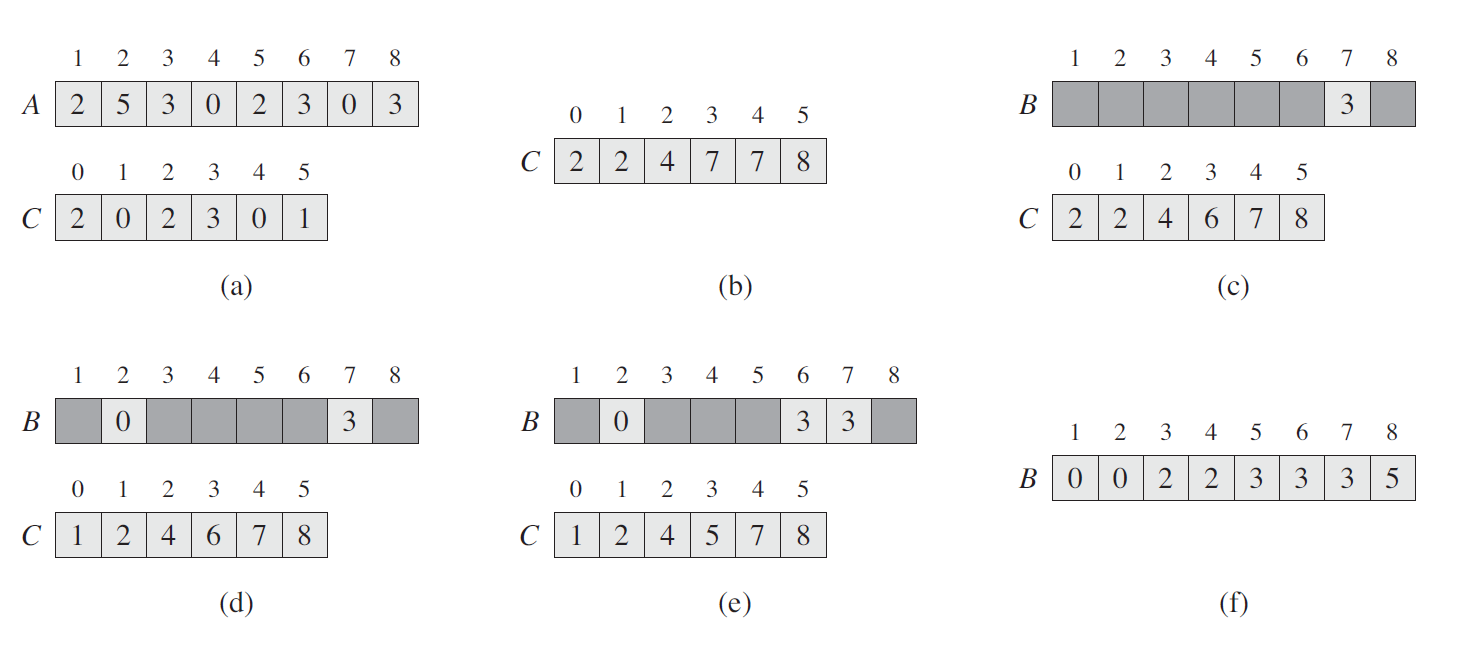 1 2 3 4 5 6 7 8
A 2 5 3 0 2 3 0 3
0 1 2 3 4 5
C 2 0 2 3 0 1
(a)
0 1 2 3 4 5
C 2 2 4 7 7 8
(b)
1 2 3 4 5 6 7 8
B 3
0 1 2 3 4 5
C 2 2 4 6 7 8
(c)
1 2 3 4 5 6 7 8
B 0 3
0 1 2 3 4 5
C 1 2 4 6 7 8
(d)
1 2 3 4 5 6 7 8
B 0 3 3
0 1 2 3 4 5
C 1 2 4 5 7 8
(e)
1 2 3 4 5 6 7 8
B 0 0 2 2 3 3 3 5
(f)